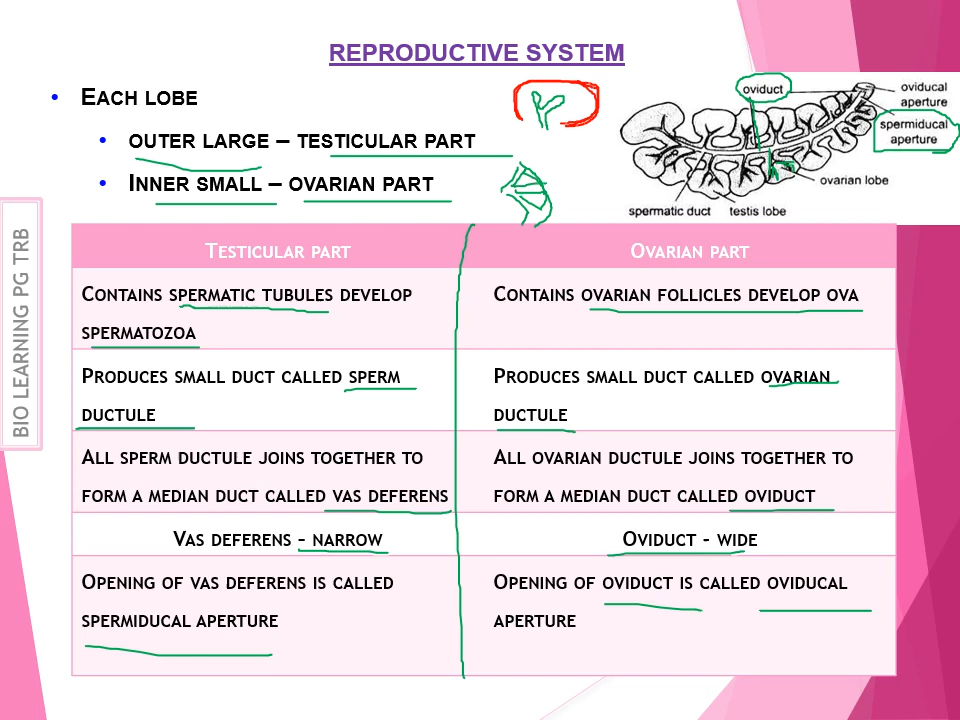 REPRODUCTIVE SYSTEM
• EACH LOBE
• OUTER LARGE – TESTICULAR PART
• INNER SMALL – OVARIAN PART
oviduct
oviducal
aperture
spermiducal
aperture
ovarian lobe
spermatic duct
testis lobe
BIO LEARNING PG TRB
TESTICULAR PART
OVARIAN PART
CONTAINS SPERMATIC TUBULES DEVELOP
SPERMATOZOA
CONTAINS OVARIAN FOLLICLES DEVELOP OVA
PRODUCES SMALL DUCT CALLED SPERM
DUCTULE
PRODUCES SMALL DUCT CALLED OVARIAN
DUCTULE
ALL SPERM DUCTULE JOINS TOGETHER TO
FORM A MEDIAN DUCT CALLED VAS DEFERENS
ALL OVARIAN DUCTULE JOINS TOGETHER TO
FORM A MEDIAN DUCT CALLED OVIDUCT
VAS DEFERENS – NARROW
OVIDUCT - WIDE
OPENING OF VAS DEFERENS IS CALLED
SPERMIDUCAL APERTURE
OPENING OF OVIDUCT IS CALLED OVIDUCAL
APERTURE